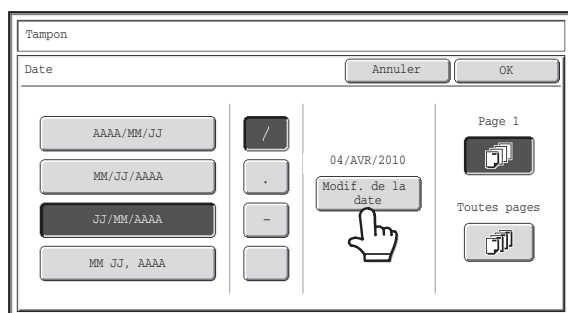 Tampon
Date
Annuler
OK
AAAA/MM/JJ
MM/JJ/AAAA
JJ/MM/AAAA
MM JJ, AAAA
/
.
-
04/AVR/2010
Modif. de la
date
Page 1
Toutes pages